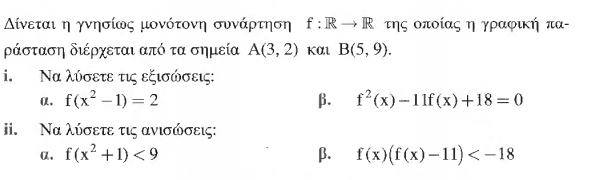 Δίνεται η γνησίως μονότονη συνάρτηση f : ℝ → ℝ της οποίας η γραφική πα-
ράσταση διέρχεται από τα σημεία A(3, 2) και B(5, 9).
i. Να λύσετε τις εξισώσεις:
α. f(x² – 1) = 2 β. f²(x) – 11f(x) + 18 = 0
ii. Να λύσετε τις ανισώσεις:
α. f(x² + 1) < 9 β. f(x)(f(x) – 11) < –18